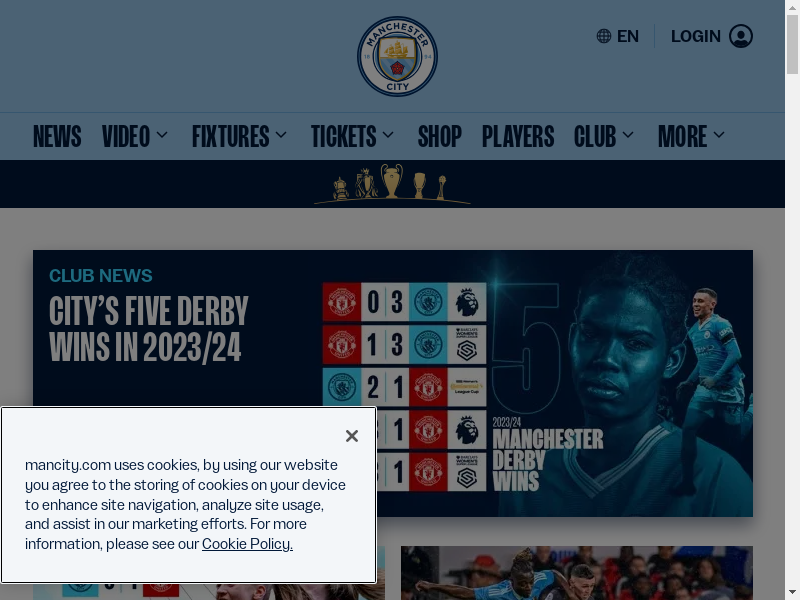 MANCHESTER
18 94
CITY
EN
LOGIN
NEWS VIDEO FIXTURES TICKETS SHOP PLAYERS CLUB MORE
CLUB NEWS
CITY'S FIVE DERBY
WINS IN 2023/24
0 3
1 3
2 1
1
1
5
2023/24
MANCHESTER
DERBY
WINS
mancity.com uses cookies, by using our website
you agree to the storing of cookies on your device
to enhance site navigation, analyze site usage,
and assist in our marketing efforts. For more
information, please see our Cookie Policy.